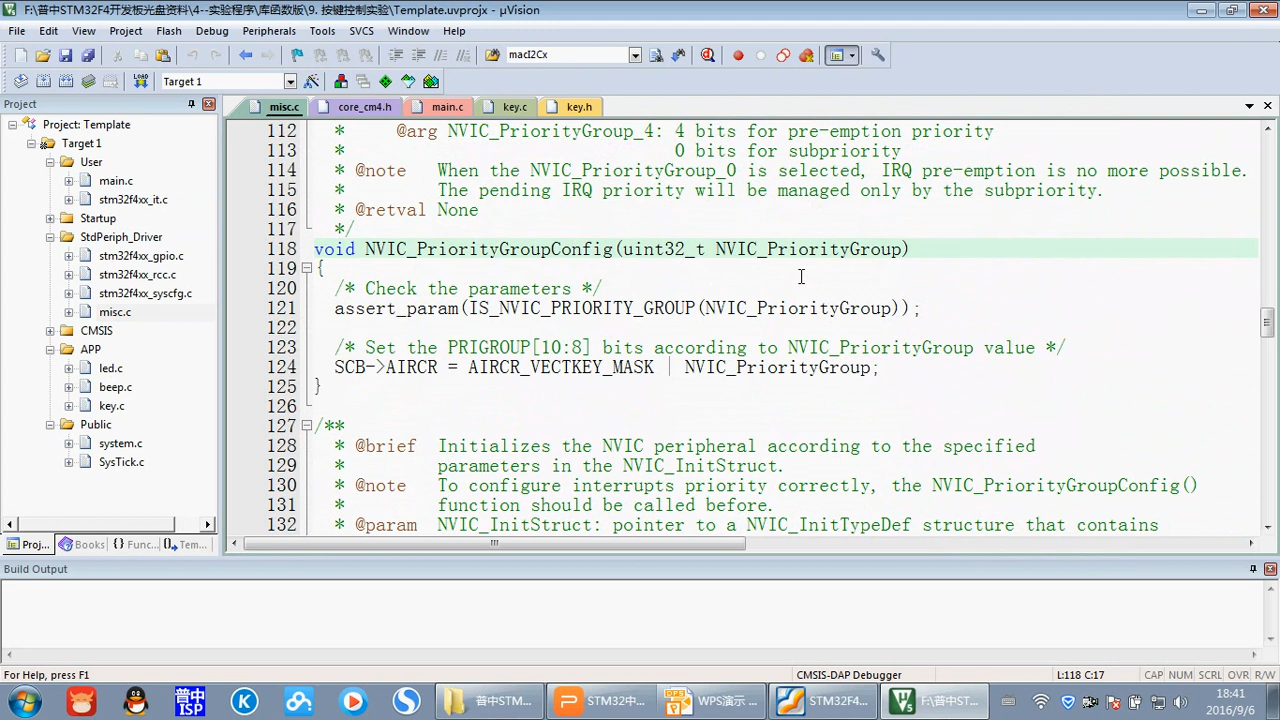 F:\普中STM32F4开发板光盘资料\4--实验程序\库函数版\9. 按键控制实验\Template.uvprojx - µVision
File Edit View Project Flash Debug Peripherals Tools SVCS Window Help
macI2Cx
LOAD Target 1
Project
misc.c core_cm4.h main.c key.c key.h
Project: Template
Target 1
User
main.c
stm32f4xx_it.c
Startup
StdPeriph_Driver
stm32f4xx_gpio.c
stm32f4xx_rcc.c
stm32f4xx_syscfg.c
misc.c
CMSIS
APP
led.c
beep.c
key.c
Public
system.c
SysTick.c
112 * @arg NVIC_PriorityGroup_4: 4 bits for pre-emption priority
113 * 0 bits for subpriority
114 * @note When the NVIC_PriorityGroup_0 is selected, IRQ pre-emption is no more possible.
115 * The pending IRQ priority will be managed only by the subpriority.
116 * @retval None
117 */
118 void NVIC_PriorityGroupConfig(uint32_t NVIC_PriorityGroup)
119 {
120 /* Check the parameters */
121 assert_param(IS_NVIC_PRIORITY_GROUP(NVIC_PriorityGroup));
122
123 /* Set the PRIGROUP[10:8] bits according to NVIC_PriorityGroup value */
124 SCB->AIRCR = AIRCR_VECTKEY_MASK | NVIC_PriorityGroup;
125 }
126
127 /**
128 * @brief Initializes the NVIC peripheral according to the specified
129 * parameters in the NVIC_InitStruct.
130 * @note To configure interrupts priority correctly, the NVIC_PriorityGroupConfig()
131 * function should be called before.
132 * @param NVIC_InitStruct: pointer to a NVIC_InitTypeDef structure that contains
Proj... Books {} Func... Tem...
Build Output
For Help, press F1 CMSIS-DAP Debugger L:118 C:17 CAP NUM SCRL OVR R/W
普中ISP 普中STM... STM32中... WPS演示 ... STM32F4... F:\普中STM...
18:41
2016/9/6